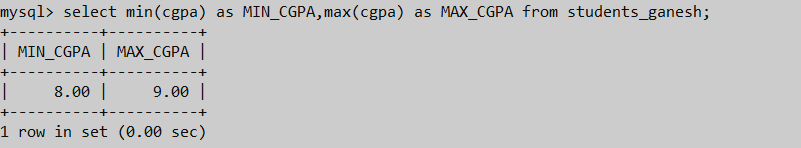 mysql> select min(cgpa) as MIN_CGPA,max(cgpa) as MAX_CGPA from students_ganesh;
+----------+----------+
| MIN_CGPA | MAX_CGPA |
+----------+----------+
|     8.00 |     9.00 |
+----------+----------+
1 row in set (0.00 sec)